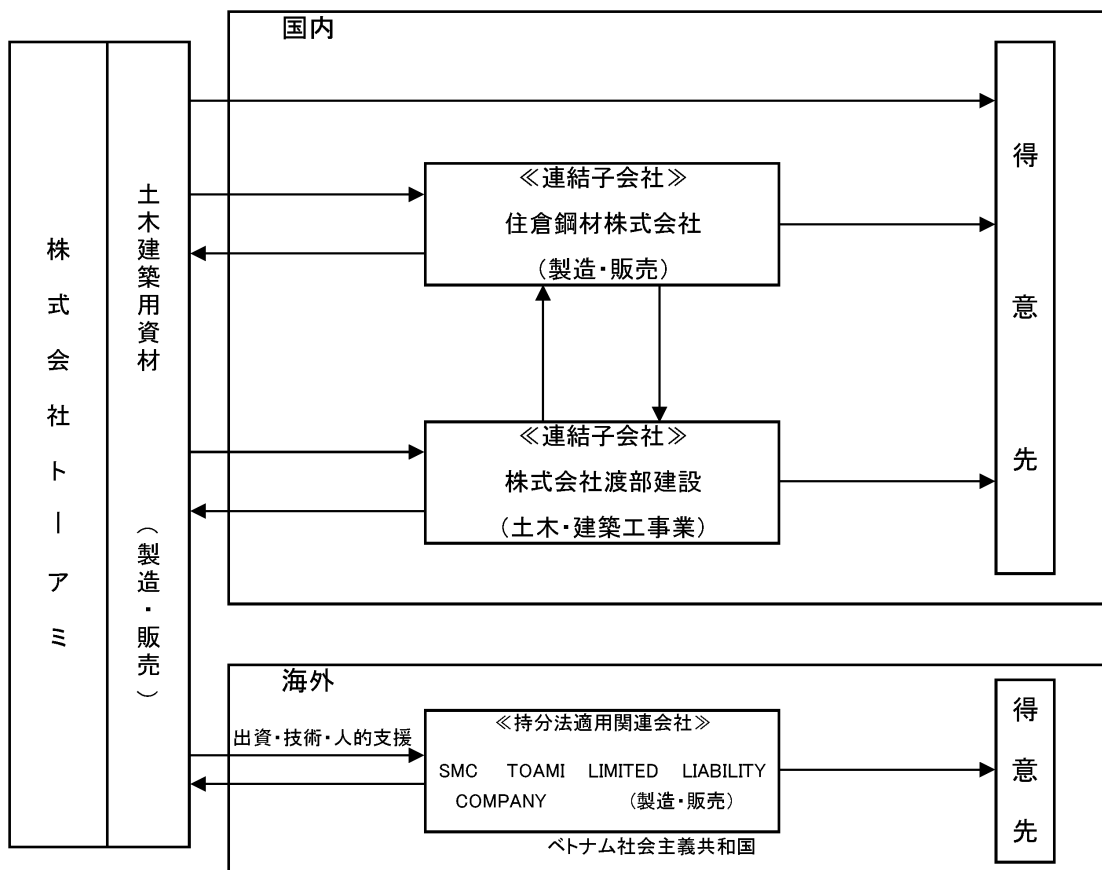 株式会社トーアミ
土木建築用資材 (製造・販売)
国内
≪連結子会社≫
住倉鋼材株式会社
(製造・販売)
≪連結子会社≫
株式会社渡部建設
(土木・建築工事業)
得意先
海外
出資・技術・人的支援
≪持分法適用関連会社≫
SMC TOAMI LIMITED LIABILITY
COMPANY (製造・販売)
ベトナム社会主義共和国
得意先